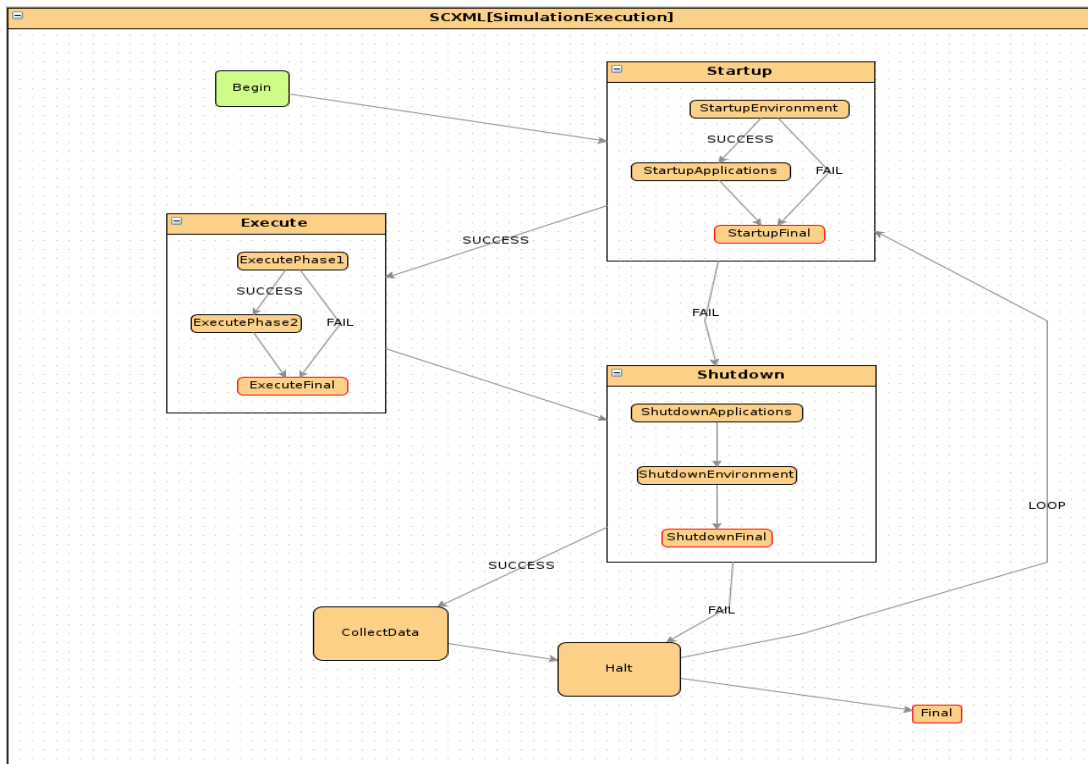 SCXML[SimulationExecution]
Begin
Startup
StartupEnvironment
SUCCESS
StartupApplications
FAIL
StartupFinal
SUCCESS
Execute
ExecutePhase1
SUCCESS
ExecutePhase2
FAIL
ExecuteFinal
FAIL
Shutdown
ShutdownApplications
ShutdownEnvironment
ShutdownFinal
LOOP
SUCCESS
FAIL
CollectData
Halt
Final